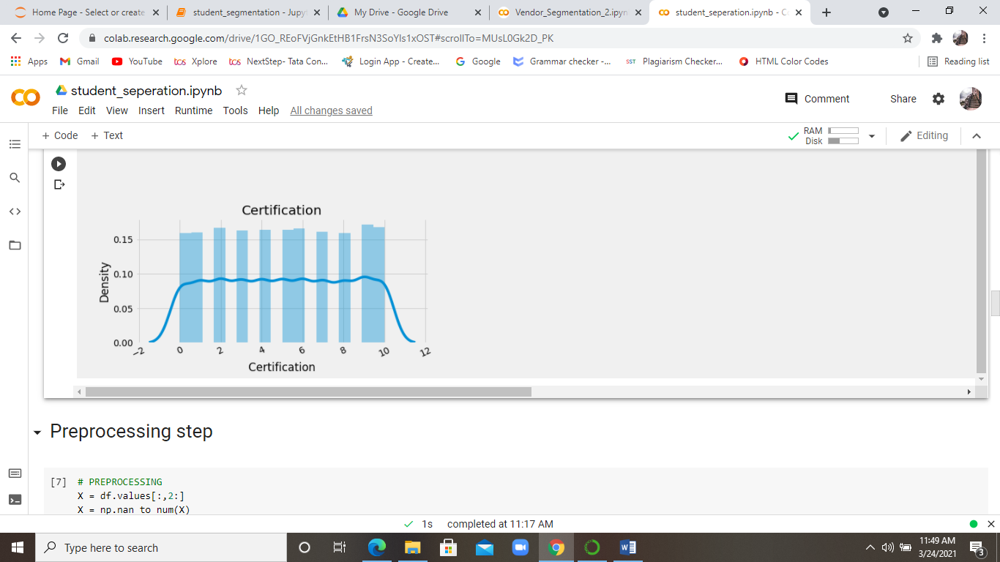 Home Page - Select or create
student_segmentation - Jupy
My Drive - Google Drive
Vendor_Segmentation_2.ipyn
student_seperation.ipynb - C
colab.research.google.com/drive/1GO_REoFVjGnkEtHB1FrsN3SoYls1xOST#scrollTo=MUsL0Gk2D_PK
Apps
Gmail
YouTube
tcs Xplore
tcs NextStep- Tata Con...
Login App - Create...
Google
Grammar checker -...
SST Plagiarism Checker...
HTML Color Codes
Reading list
student_seperation.ipynb
Comment
Share
File Edit View Insert Runtime Tools Help All changes saved
+ Code + Text
RAM
Disk
Editing
Certification
0.15
0.10
0.05
0.00
Density
-2 0 2 4 6 8 10 12
Certification
Preprocessing step
[7] # PREPROCESSING
X = df.values[:,2:]
X = np.nan_to_num(X)
1s completed at 11:17 AM
Type here to search
11:49 AM
3/24/2021
3